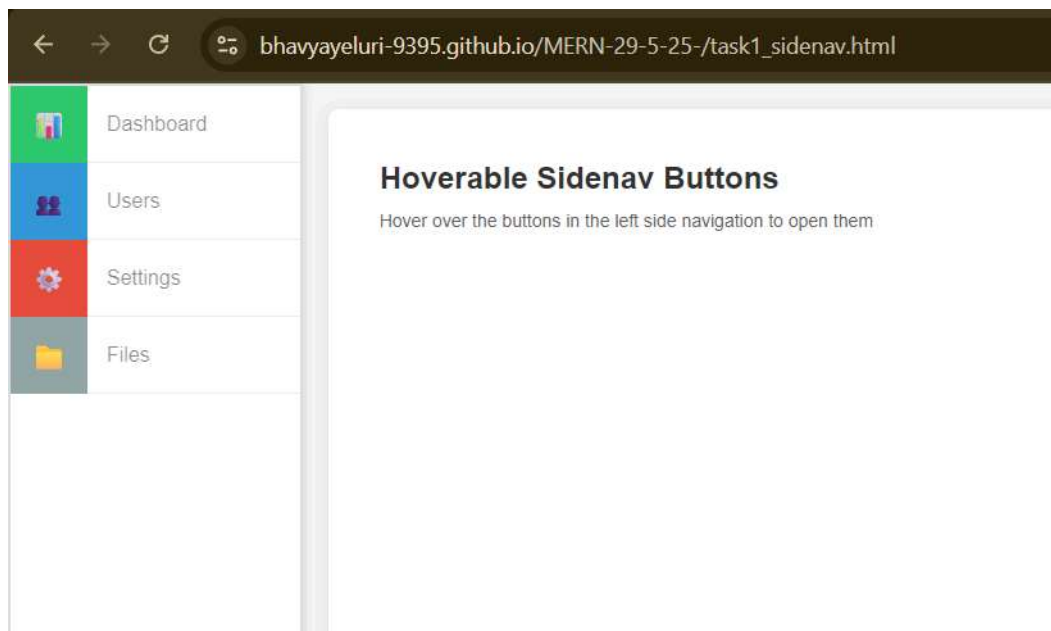 bhavyayeluri-9395.github.io/MERN-29-5-25-/task1_sidenav.html
Dashboard
Users
Settings
Files
Hoverable Sidenav Buttons
Hover over the buttons in the left side navigation to open them